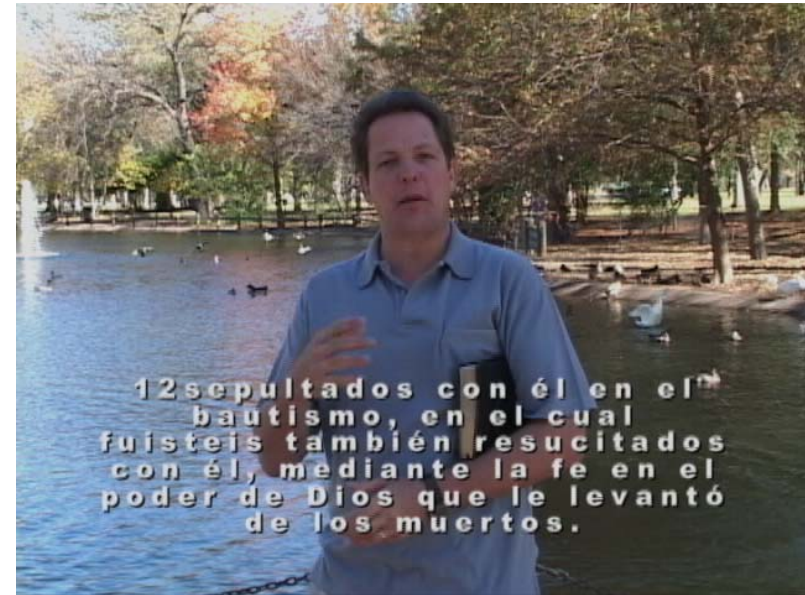 12sepultados con él en el
bautismo, en el cual
fuisteis también resucitados
con él, mediante la fe en el
poder de Dios que le levantó
de los muertos.